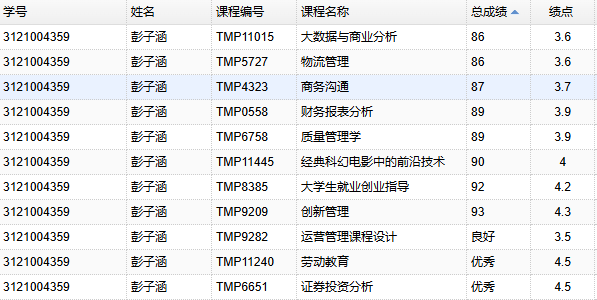 学号 姓名 课程编号 课程名称 总成绩 绩点
3121004359 彭子涵 TMP11015 大数据与商业分析 86 3.6
3121004359 彭子涵 TMP5727 物流管理 86 3.6
3121004359 彭子涵 TMP4323 商务沟通 87 3.7
3121004359 彭子涵 TMP0558 财务报表分析 89 3.9
3121004359 彭子涵 TMP6758 质量管理学 89 3.9
3121004359 彭子涵 TMP11445 经典科幻电影中的前沿技术 90 4
3121004359 彭子涵 TMP8385 大学生就业创业指导 92 4.2
3121004359 彭子涵 TMP9209 创新管理 93 4.3
3121004359 彭子涵 TMP9282 运营管理课程设计 良好 3.5
3121004359 彭子涵 TMP11240 劳动教育 优秀 4.5
3121004359 彭子涵 TMP6651 证券投资分析 优秀 4.5